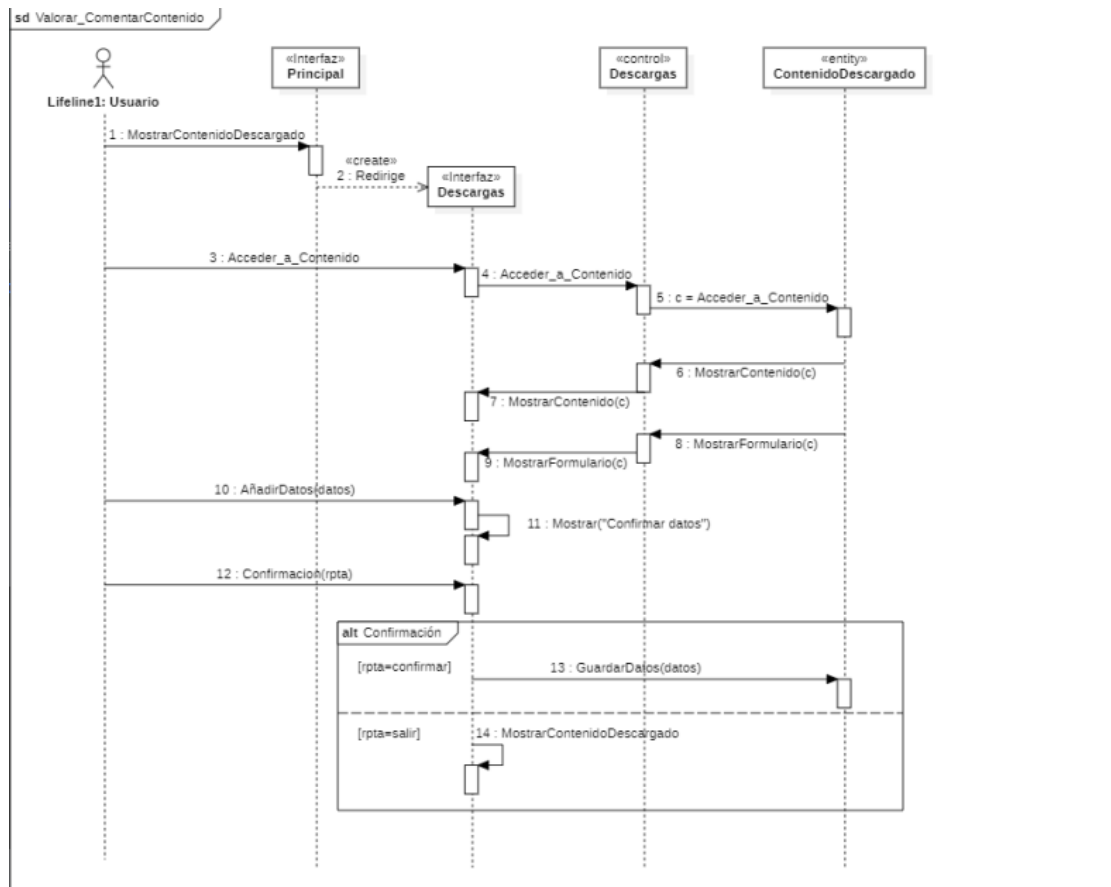 sd Valorar_ComentarContenido
«Interfaz»
Principal
«control»
Descargas
«entity»
ContenidoDescargado
Lifeline1: Usuario
1 : MostrarContenidoDescargado
«create»
2 : Redirige
«Interfaz»
Descargas
3 : Acceder_a_Contenido
4 : Acceder_a_Contenido
5 : c = Acceder_a_Contenido
6 : MostrarContenido(c)
7 : MostrarContenido(c)
8 : MostrarFormulario(c)
9 : MostrarFormulario(c)
10 : AñadirDatos(datos)
11 : Mostrar("Confirmar datos")
12 : Confirmacion(rpta)
alt Confirmación
[rpta=confirmar]
13 : GuardarDatos(datos)
[rpta=salir]
14 : MostrarContenidoDescargado